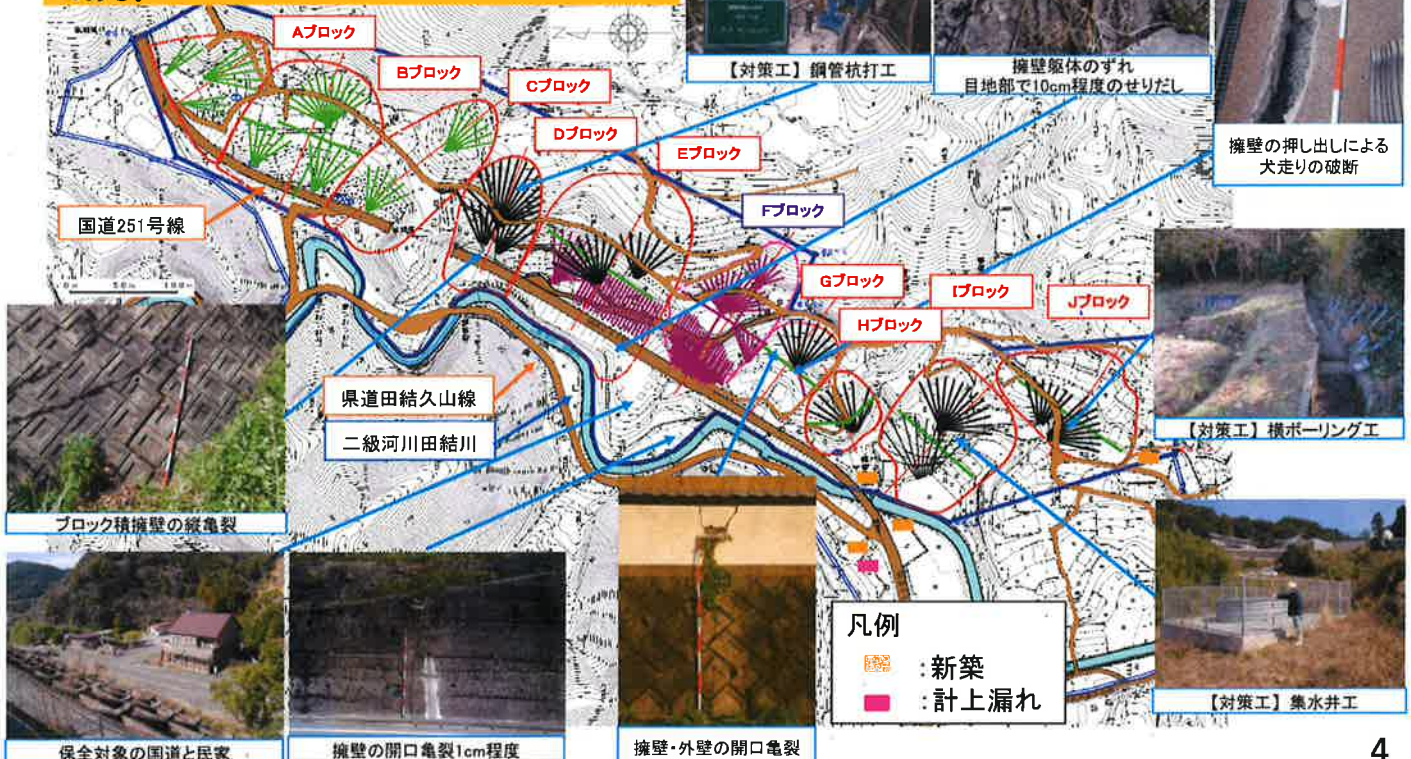 【対策工】鋼管杭打工
擁壁躯体のずれ
目地部で10cm程度のせりだし
擁壁の押し出しによる
犬走りの破断
Aブロック
Bブロック
Cブロック
Dブロック
Eブロック
Fブロック
Gブロック
Hブロック
Iブロック
Jブロック
国道251号線
県道田結久山線
二級河川田結川
0m 50m 100m
ブロック積擁壁の縦亀裂
【対策工】横ボーリング工
【対策工】集水井工
保全対象の国道と民家
擁壁の開口亀裂1cm程度
擁壁・外壁の開口亀裂
凡例
:新築
:計上漏れ
4